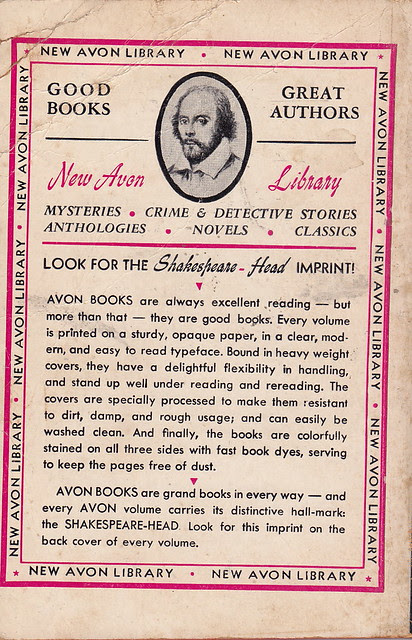 ★ NEW AVON LIBRARY • NEW AVON LIBRARY ★
NEW AVON LIBRARY • NEW AVON LIBRARY • NEW AVON LIBRARY
NEW AVON LIBRARY • NEW AVON LIBRARY • NEW AVON LIBRARY
GOOD
BOOKS
GREAT
AUTHORS
New Avon Library
MYSTERIES • CRIME & DETECTIVE STORIES
ANTHOLOGIES • NOVELS • CLASSICS
LOOK FOR THE Shakespeare-Head IMPRINT!
AVON BOOKS are always excellent reading — but
more than that — they are good books. Every volume
is printed on a sturdy, opaque paper, in a clear, mod-
ern, and easy to read typeface. Bound in heavy weight
covers, they have a delightful flexibility in handling,
and stand up well under reading and rereading. The
covers are specially processed to make them resistant
to dirt, damp, and rough usage; and can easily be
washed clean. And finally, the books are colorfully
stained on all three sides with fast book dyes, serving
to keep the pages free of dust.
AVON BOOKS are grand books in every way — and
every AVON volume carries its distinctive hall-mark:
the SHAKESPEARE-HEAD. Look for this imprint on the
back cover of every volume.
★ NEW AVON LIBRARY • NEW AVON LIBRARY ★